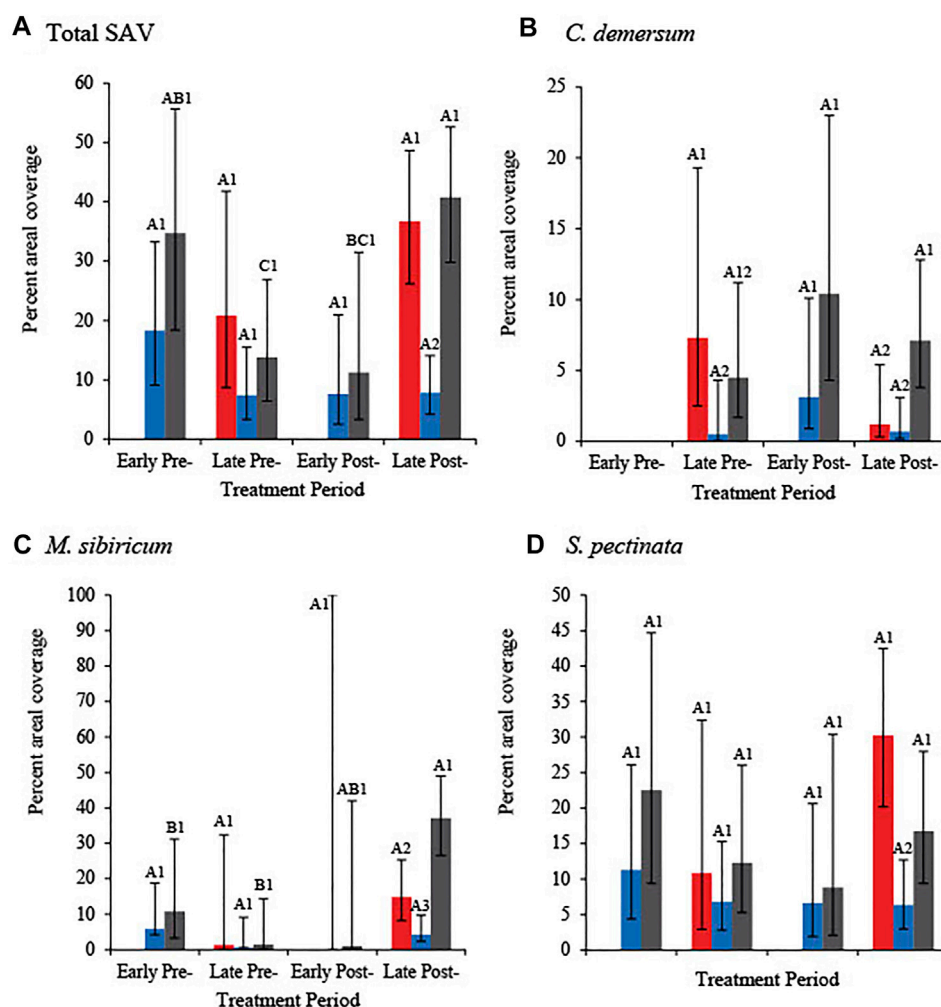 A Total SAV
Percent areal coverage
60
50
40
30
20
10
0
A1
AB1
A1
A1
C1
A1
BC1
A1
A2
A1
Early Pre- Late Pre- Early Post- Late Post-
Treatment Period
B C. demersum
Percent areal coverage
25
20
15
10
5
0
A1
A2
A12
A1
A1
A2
A2
A1
Early Pre- Late Pre- Early Post- Late Post-
Treatment Period
C M. sibiricum
Percent areal coverage
100
90
80
70
60
50
40
30
20
10
0
A1
B1
A1
A1
B1
A1
AB1
A2
A3
A1
Early Pre- Late Pre- Early Post- Late Post-
Treatment Period
D S. pectinata
Percent areal coverage
50
45
40
35
30
25
20
15
10
5
0
A1
A1
A1
A1
A1
A1
A1
A1
A2
A1
Treatment Period